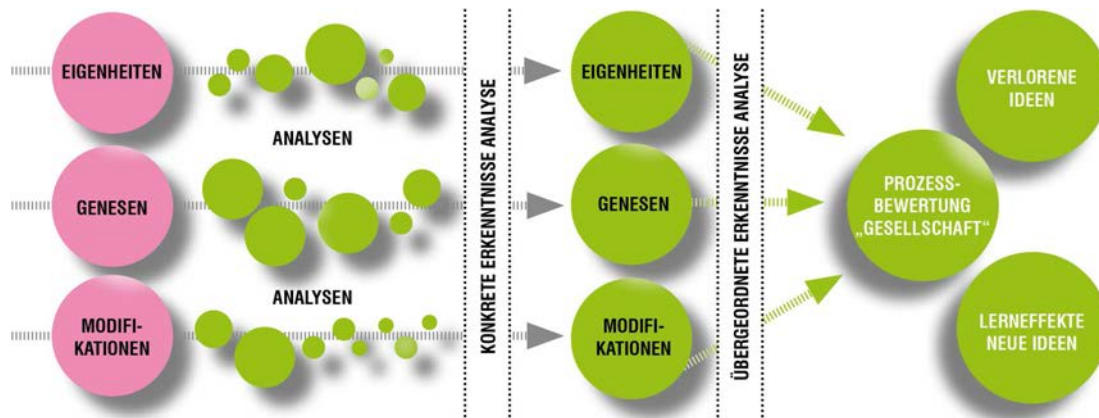 EIGENHEITEN
GENESEN
MODIFI-
KATIONEN
ANALYSEN
ANALYSEN
KONKRETE ERKENNTNISSE ANALYSE
EIGENHEITEN
GENESEN
MODIFI-
KATIONEN
ÜBERGEORDNETE ERKENNTNISSE ANALYSE
PROZESS-
BEWERTUNG
„GESELLSCHAFT“
VERLORENE
IDEEN
LERNEFFEKTE
NEUE IDEEN